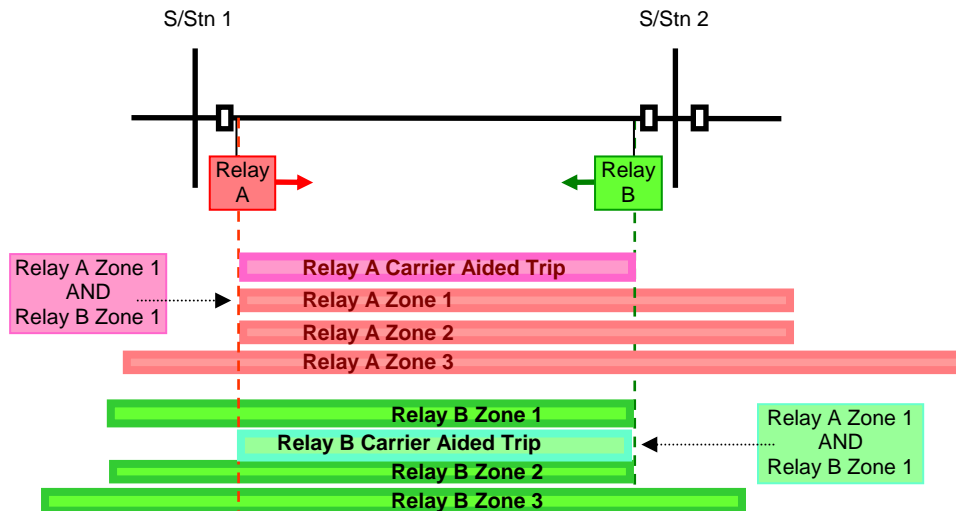 S/Stn 1
S/Stn 2
Relay
A
Relay
B
Relay A Zone 1
AND
Relay B Zone 1
Relay A Carrier Aided Trip
Relay A Zone 1
Relay A Zone 2
Relay A Zone 3
Relay B Zone 1
Relay B Carrier Aided Trip
Relay B Zone 2
Relay B Zone 3
Relay A Zone 1
AND
Relay B Zone 1